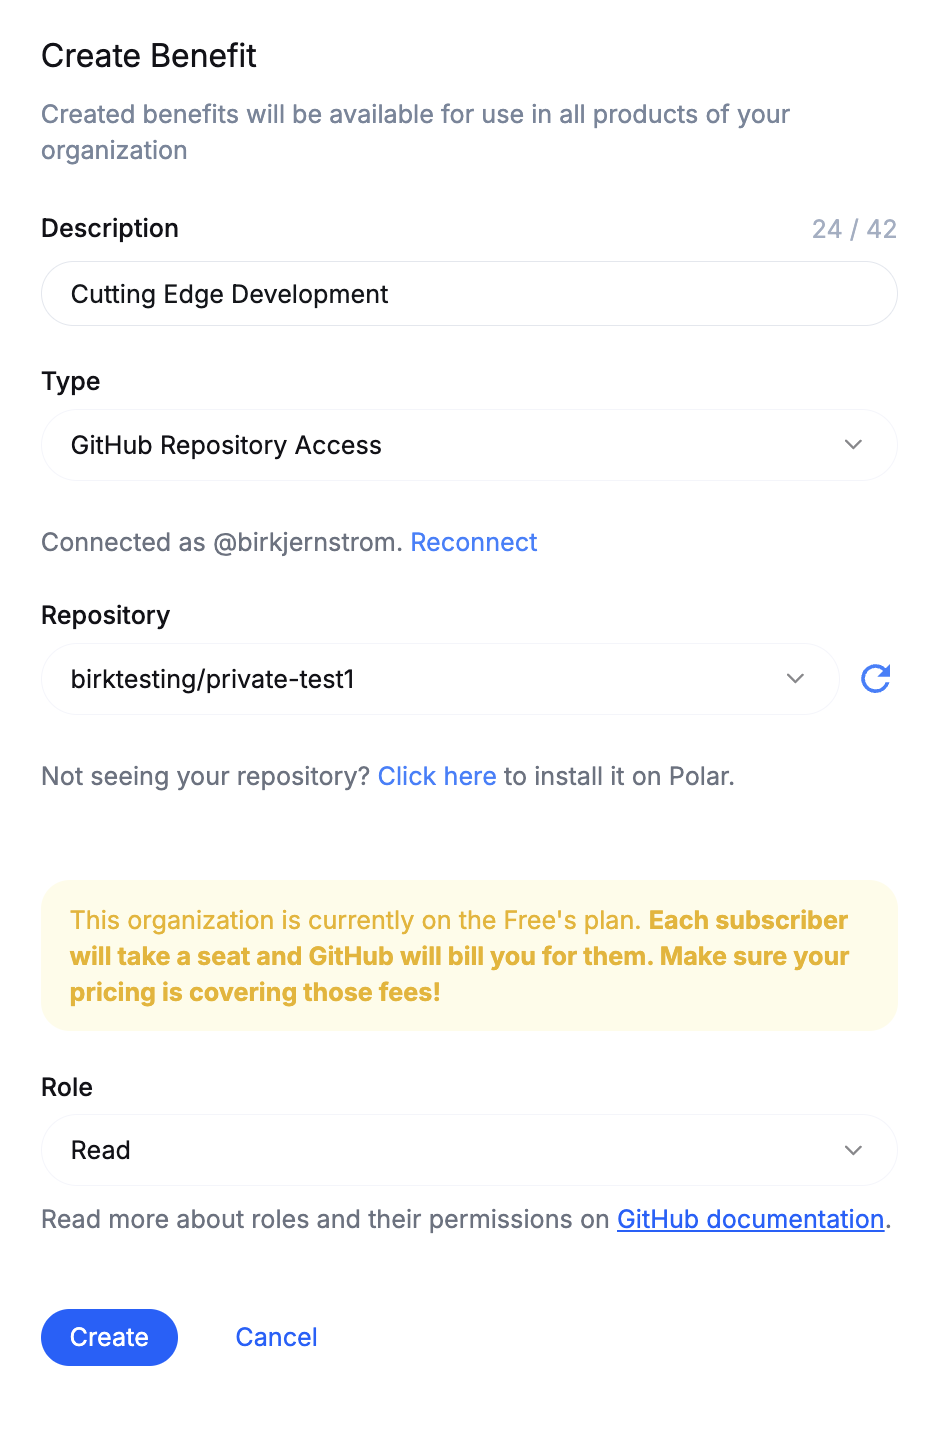 Create Benefit
Created benefits will be available for use in all products of your
organization
Description 24 / 42
Cutting Edge Development
Type
GitHub Repository Access
Connected as @birkjernstrom. Reconnect
Repository
birktesting/private-test1
Not seeing your repository? Click here to install it on Polar.
This organization is currently on the Free's plan. Each subscriber
will take a seat and GitHub will bill you for them. Make sure your
pricing is covering those fees!
Role
Read
Read more about roles and their permissions on GitHub documentation.
Create Cancel